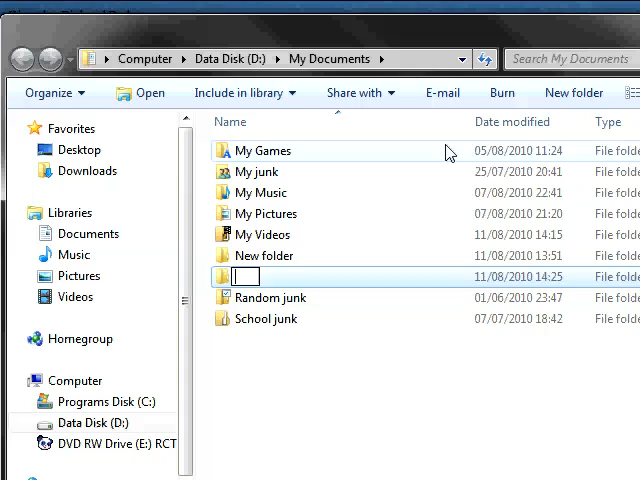 Computer Data Disk (D:) My Documents Search My Documents
Organize Open Include in library Share with E-mail Burn New folder
Favorites
Desktop
Downloads
Libraries
Documents
Music
Pictures
Videos
Homegroup
Computer
Programs Disk (C:)
Data Disk (D:)
DVD RW Drive (E:) RCT
Name Date modified Type
My Games 05/08/2010 11:24 File folde
My junk 25/07/2010 20:41 File folde
My Music 07/08/2010 22:41 File folde
My Pictures 07/08/2010 21:20 File folde
My Videos 11/08/2010 14:15 File folde
New folder 11/08/2010 13:51 File folde
11/08/2010 14:25 File folde
Random junk 01/06/2010 23:47 File folde
School junk 07/07/2010 18:42 File folde